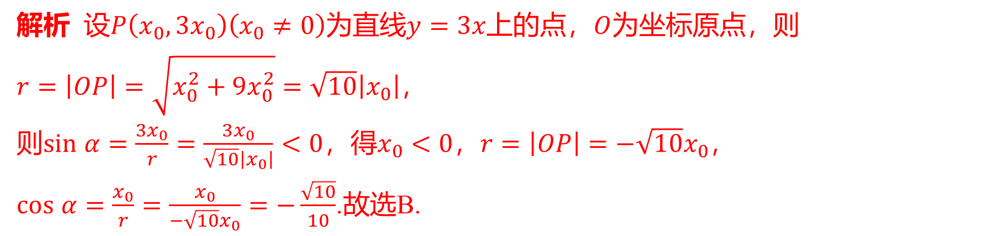 解析 设$P(x_0, 3x_0)(x_0 \neq 0)$为直线$y = 3x$上的点，$O$为坐标原点，则
$r = |OP| = \sqrt{x_0^2 + 9x_0^2} = \sqrt{10}|x_0|$,
则$\sin \alpha = \frac{3x_0}{r} = \frac{3x_0}{\sqrt{10}|x_0|} < 0$，得$x_0 < 0$，$r = |OP| = -\sqrt{10}x_0$,
$\cos \alpha = \frac{x_0}{r} = \frac{x_0}{-\sqrt{10}x_0} = -\frac{\sqrt{10}}{10}$.故选B.